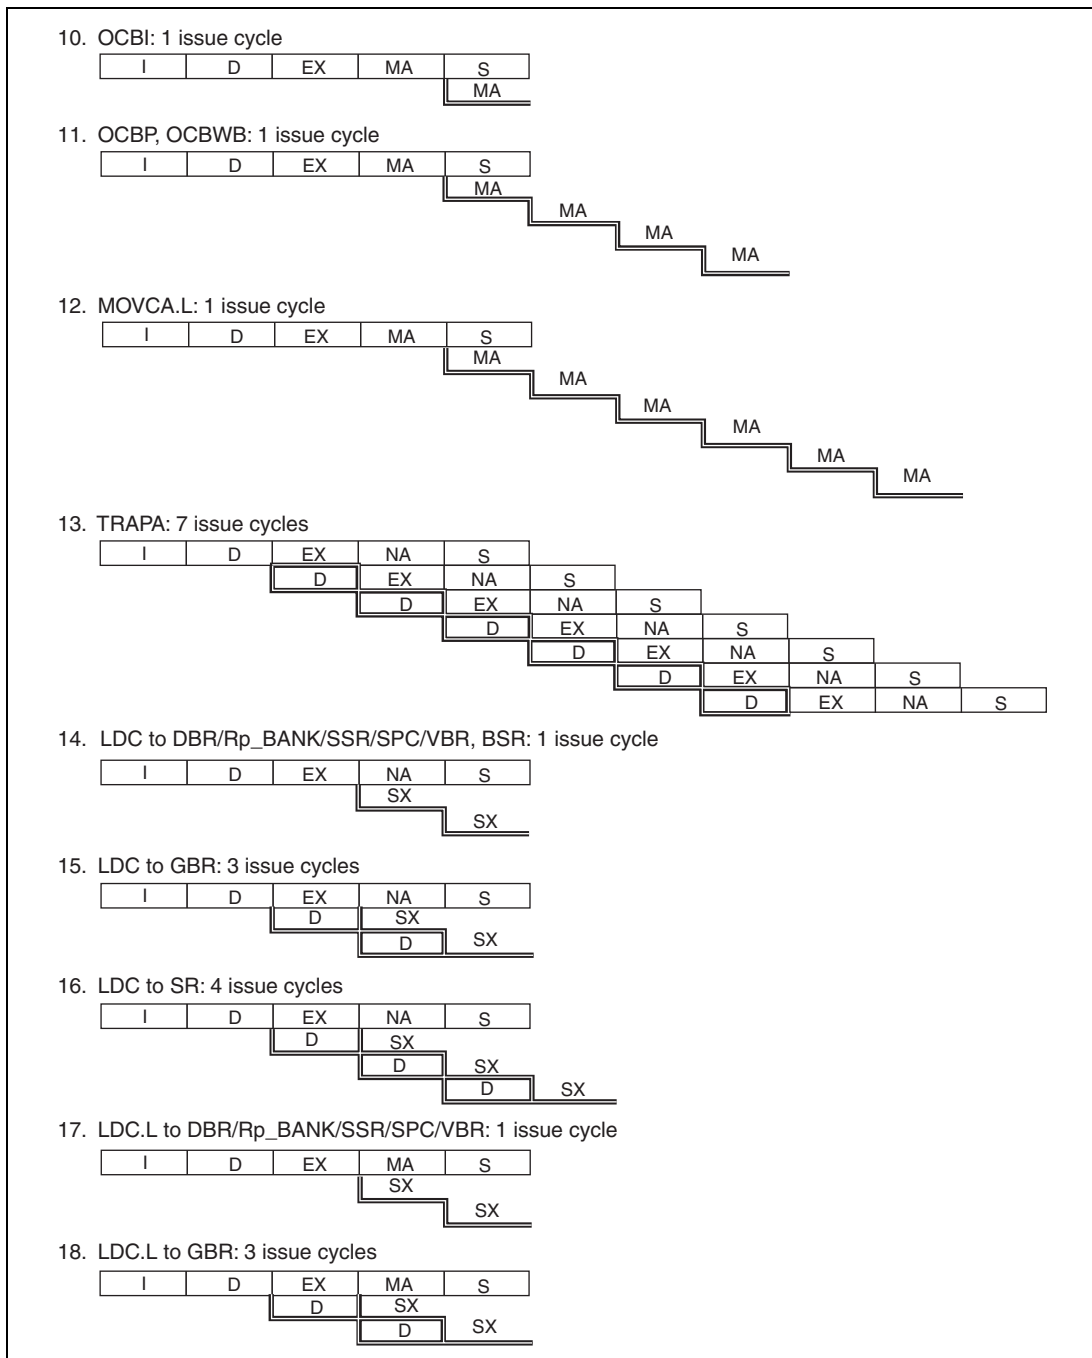 10. OCBI: 1 issue cycle
I D EX MA S
MA
11. OCBP, OCBWB: 1 issue cycle
I D EX MA S
MA
MA
MA
MA
12. MOVCA.L: 1 issue cycle
I D EX MA S
MA
MA
MA
MA
MA
MA
13. TRAPA: 7 issue cycles
I D EX NA S
D EX NA S
D EX NA S
D EX NA S
D EX NA S
D EX NA S
D EX NA S
14. LDC to DBR/Rp_BANK/SSR/SPC/VBR, BSR: 1 issue cycle
I D EX NA S
SX
SX
15. LDC to GBR: 3 issue cycles
I D EX NA S
D SX
D SX
16. LDC to SR: 4 issue cycles
I D EX NA S
D SX
D SX
D SX
17. LDC.L to DBR/Rp_BANK/SSR/SPC/VBR: 1 issue cycle
I D EX MA S
SX
SX
18. LDC.L to GBR: 3 issue cycles
I D EX MA S
D SX
D SX